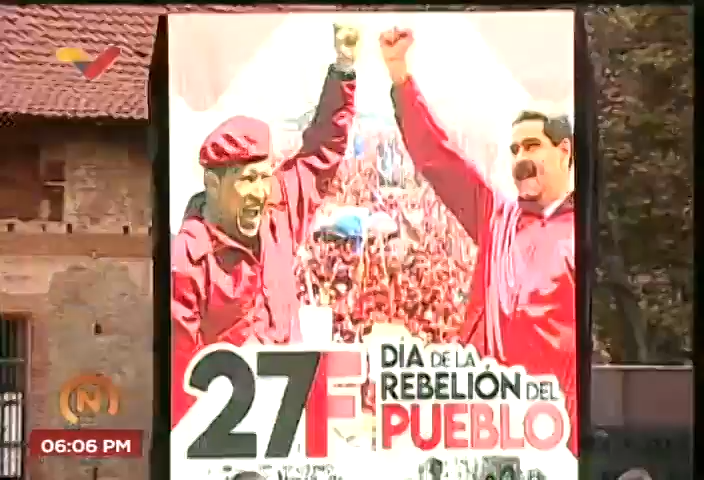 27F
DÍA DE LA
REBELIÓN DEL
PUEBLO
N
06:06 PM